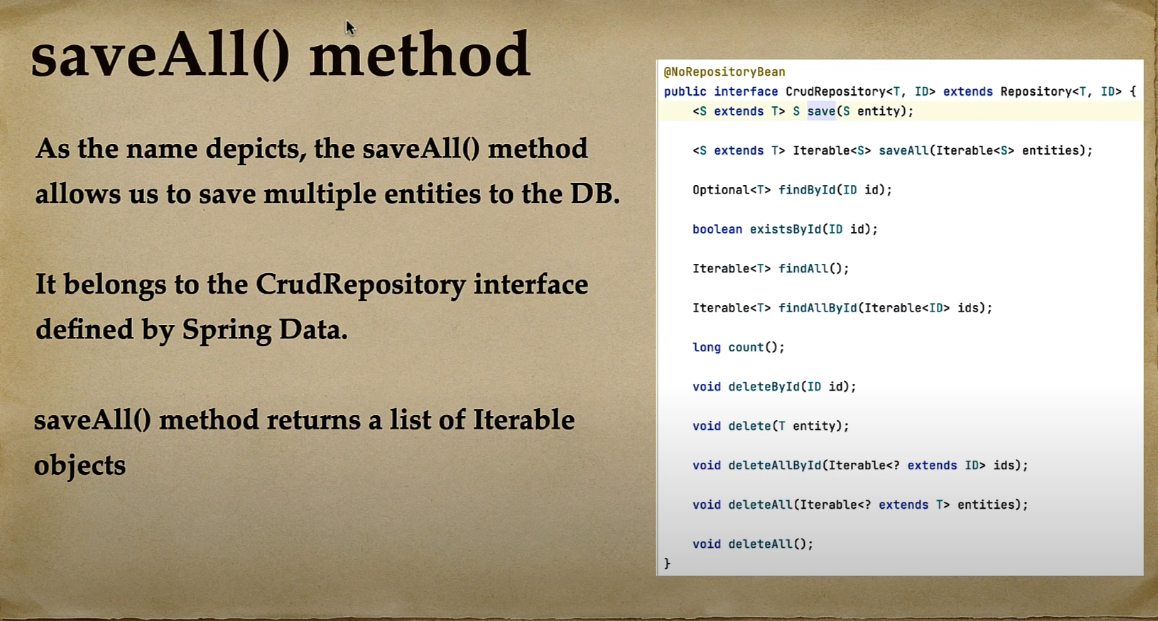 saveAll() method
As the name depicts, the saveAll() method
allows us to save multiple entities to the DB.
It belongs to the CrudRepository interface
defined by Spring Data.
saveAll() method returns a list of Iterable
objects
@NoRepositoryBean
public interface CrudRepository<T, ID> extends Repository<T, ID> {
<S extends T> S save(S entity);
<S extends T> Iterable<S> saveAll(Iterable<S> entities);
Optional<T> findById(ID id);
boolean existsById(ID id);
Iterable<T> findAll();
Iterable<T> findAllById(Iterable<ID> ids);
long count();
void deleteById(ID id);
void delete(T entity);
void deleteAllById(Iterable<? extends ID> ids);
void deleteAll(Iterable<? extends T> entities);
void deleteAll();
}